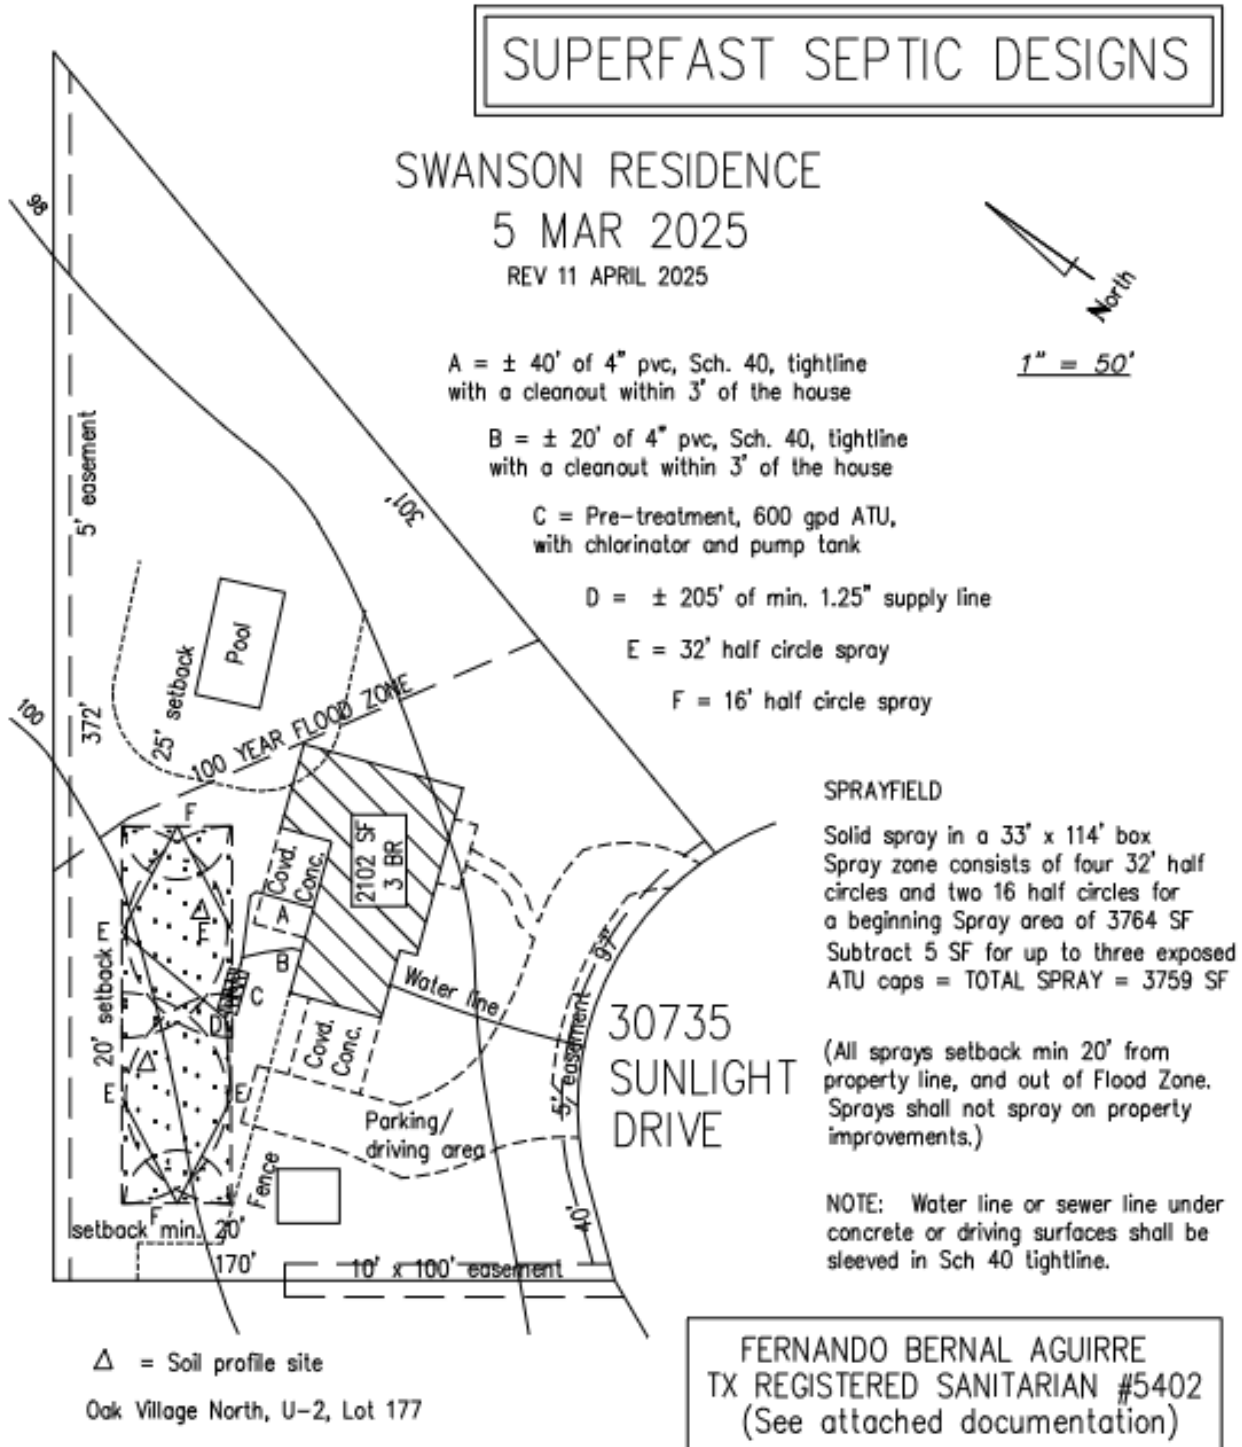 SUPERFAST SEPTIC DESIGNS
SWANSON RESIDENCE
5 MAR 2025
REV 11 APRIL 2025
North
1" = 50'
A = ± 40' of 4" pvc, Sch. 40, tightline
with a cleanout within 3' of the house
B = ± 20' of 4" pvc, Sch. 40, tightline
with a cleanout within 3' of the house
C = Pre-treatment, 600 gpd ATU,
with chlorinator and pump tank
D = ± 205' of min. 1.25" supply line
E = 32' half circle spray
F = 16' half circle spray
98
5' easement
301'
Pool
25' setback
100
372'
100 YEAR FLOOD ZONE
F
2102 SF
3 BR
Covd.
Conc.
A
E
E
B
C
D
20' setback
Water line
Covd.
Conc.
97'
5' easement
E
E
Parking/
driving area
Fence
F
setback min. 20'
170'
40'
10' x 100' easement
30735
SUNLIGHT
DRIVE
SPRAYFIELD
Solid spray in a 33' x 114' box
Spray zone consists of four 32' half
circles and two 16 half circles for
a beginning Spray area of 3764 SF
Subtract 5 SF for up to three exposed
ATU caps = TOTAL SPRAY = 3759 SF
(All sprays setback min 20' from
property line, and out of Flood Zone.
Sprays shall not spray on property
improvements.)
NOTE: Water line or sewer line under
concrete or driving surfaces shall be
sleeved in Sch 40 tightline.
= Soil profile site
Oak Village North, U-2, Lot 177
FERNANDO BERNAL AGUIRRE
TX REGISTERED SANITARIAN #5402
(See attached documentation)